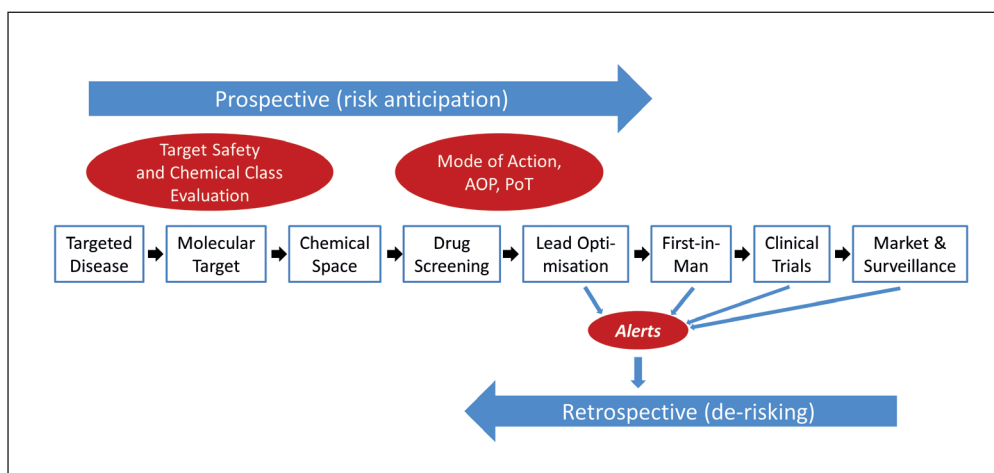 Prospective (risk anticipation)
Target Safety
and Chemical Class
Evaluation
Mode of Action,
AOP, PoT
Targeted
Disease
Molecular
Target
Chemical
Space
Drug
Screening
Lead Opti-
misation
First-in-
Man
Clinical
Trials
Market &
Surveillance
Alerts
Retrospective (de-risking)